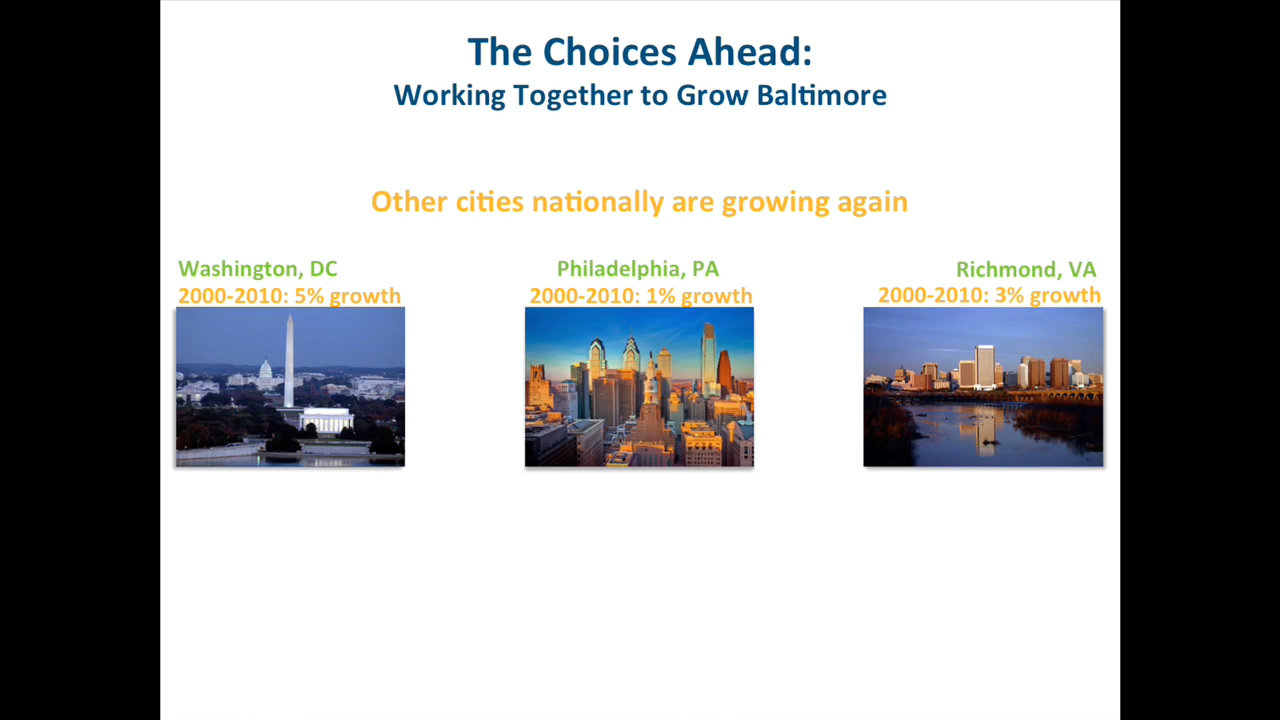 The Choices Ahead:
Working Together to Grow Baltimore
Other cities nationally are growing again
Washington, DC
2000-2010: 5% growth
Philadelphia, PA
2000-2010: 1% growth
Richmond, VA
2000-2010: 3% growth